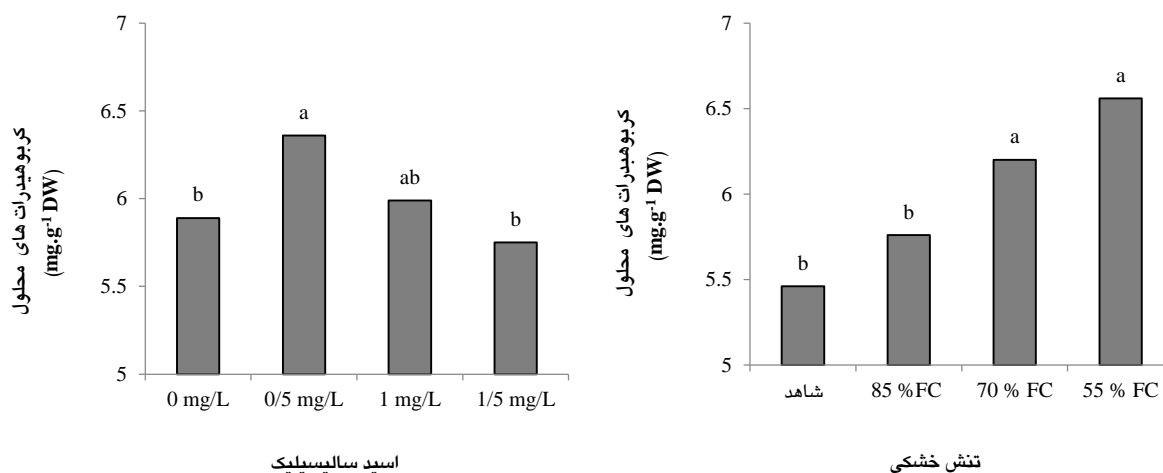 7
6.5
6
5.5
5
b
a
ab
b
0 mg/L
0/5 mg/L
1 mg/L
1/5 mg/L
اسید سالیسیلیک
کربوهیدرات های محلول
(mg.g-1 DW)
7
6.5
6
5.5
5
b
b
a
a
شاهد
85 %FC
70 % FC
55 % FC
تنش خشکی
کربوهیدرات های محلول
(mg.g-1 DW)